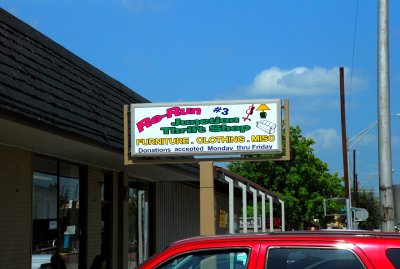 Re-Run #3
Junction
Thrift Shop
FURNITURE . CLOTHING . MISC
Donations accepted Monday thru Friday